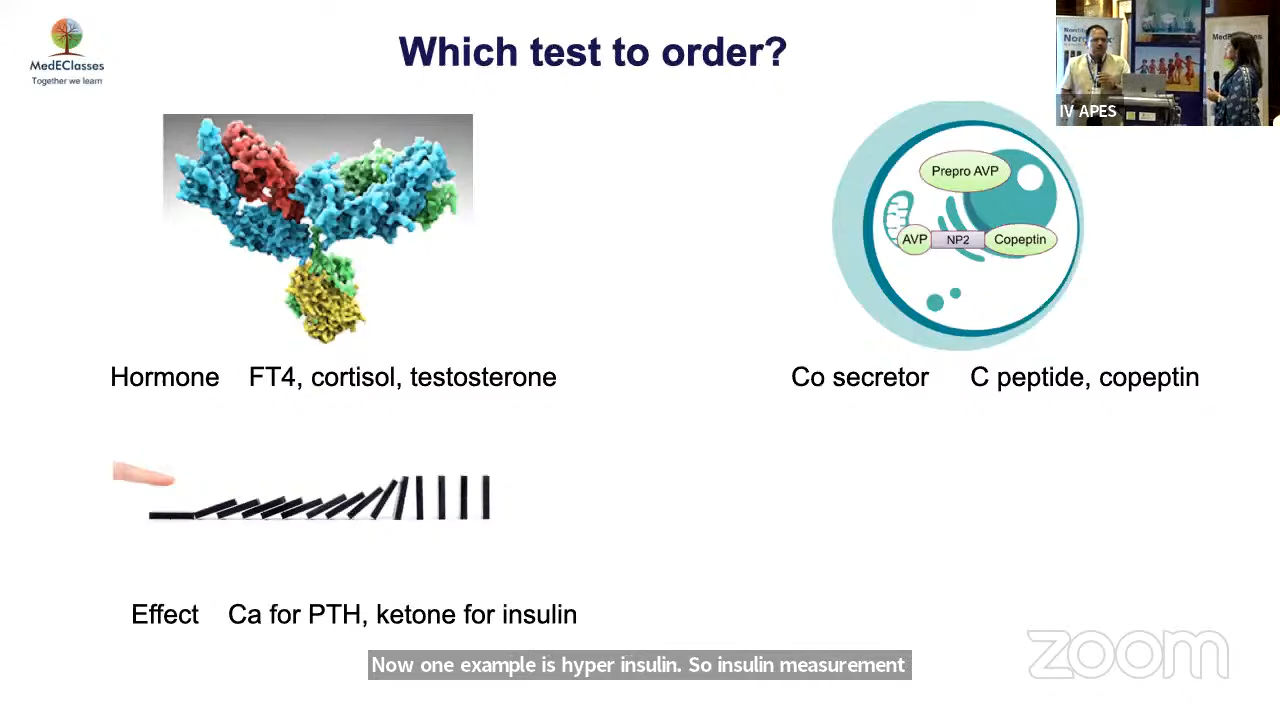 MedEClasses
Together we learn
Which test to order?
IV APES
Prepro AVP
AVP NP2 Copeptin
Hormone FT4, cortisol, testosterone
Co secretor C peptide, copeptin
Effect Ca for PTH, ketone for insulin
Now one example is hyper insulin. So insulin measurement
zoom